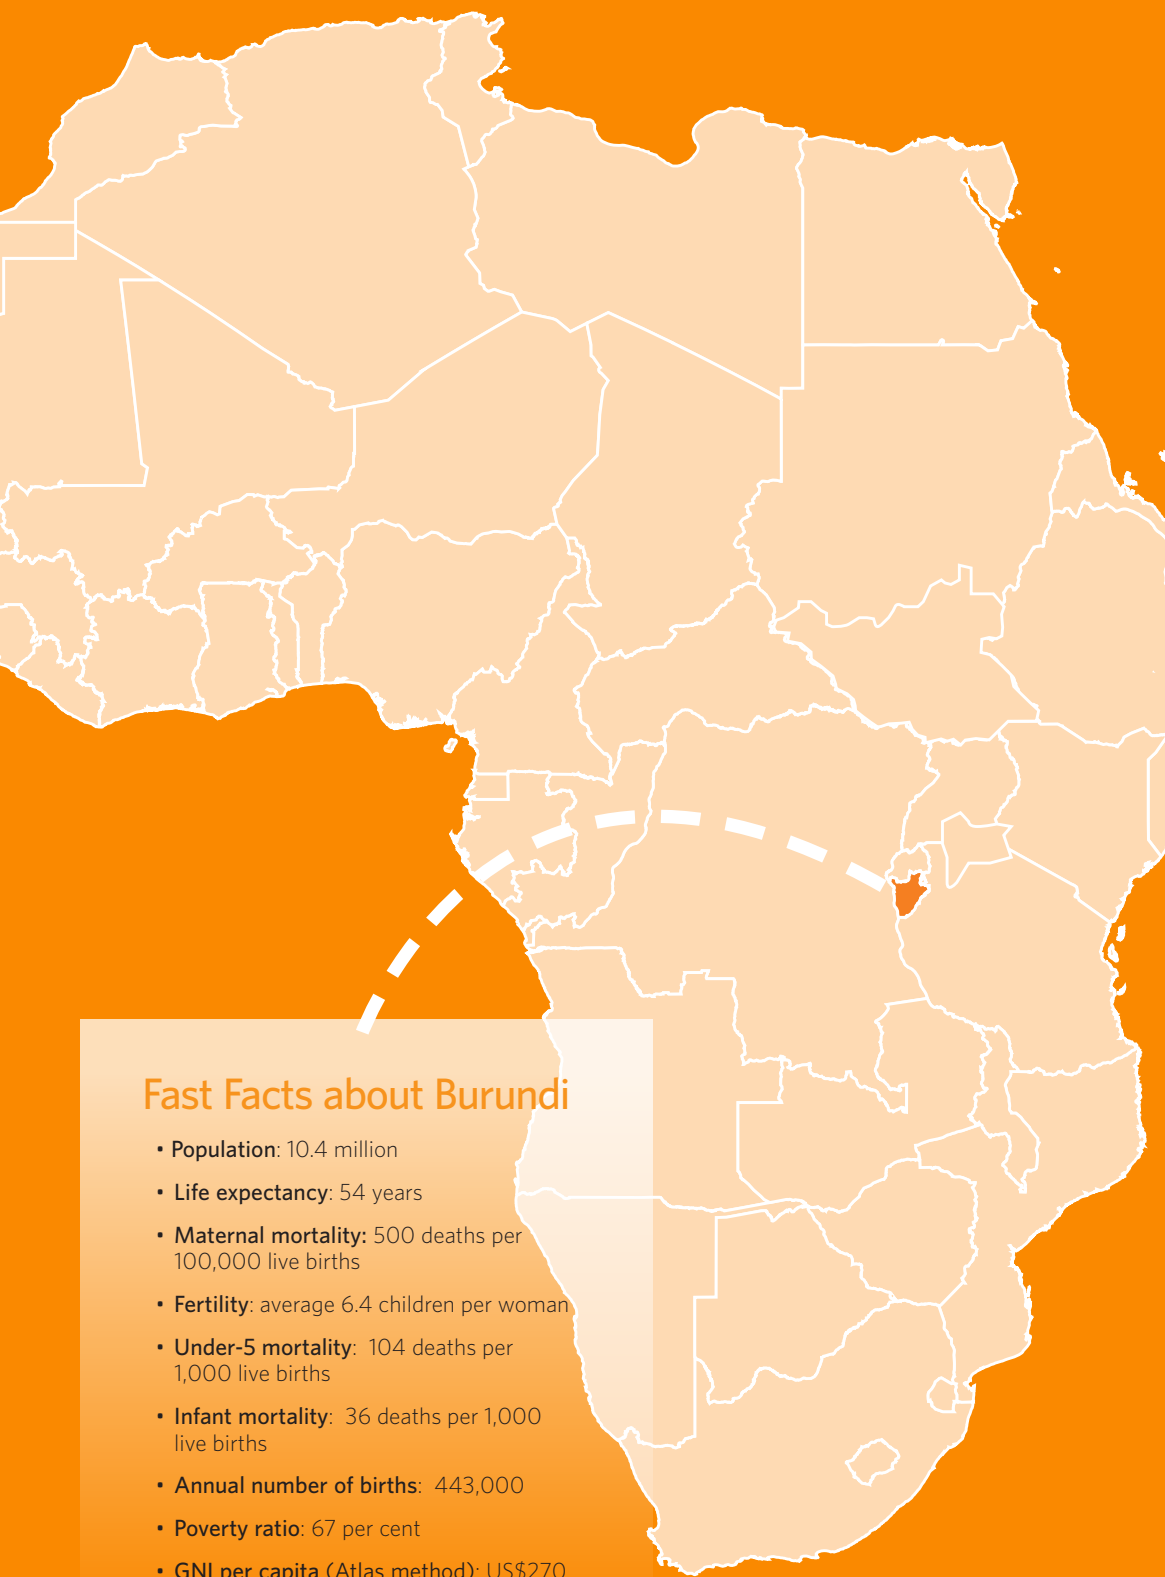 Fast Facts about Burundi
• Population: 10.4 million
• Life expectancy: 54 years
• Maternal mortality: 500 deaths per
100,000 live births
• Fertility: average 6.4 children per woman
• Under-5 mortality: 104 deaths per
1,000 live births
• Infant mortality: 36 deaths per 1,000
live births
• Annual number of births: 443,000
• Poverty ratio: 67 per cent
• GNI per capita (Atlas method): US$270